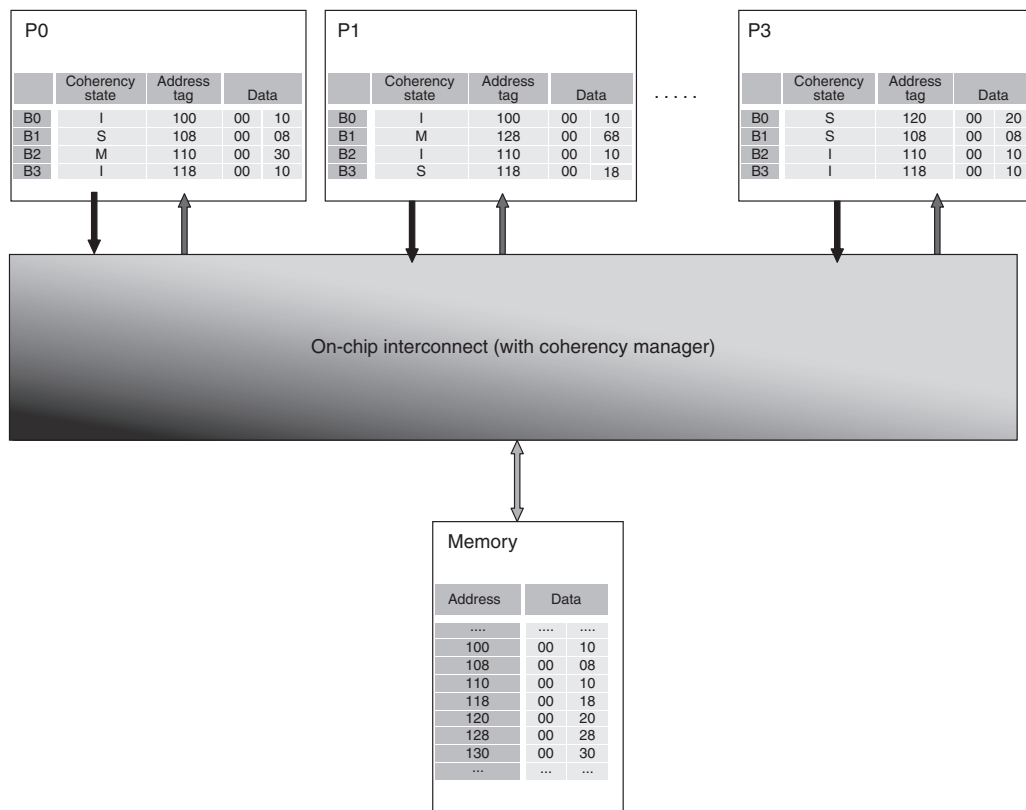 P0
Coherency state Address tag Data
B0 I 100 00 10
B1 S 108 00 08
B2 M 110 00 30
B3 I 118 00 10
P1
Coherency state Address tag Data
B0 I 100 00 10
B1 M 128 00 68
B2 I 110 00 10
B3 S 118 00 18
.....
P3
Coherency state Address tag Data
B0 S 120 00 20
B1 S 108 00 08
B2 I 110 00 10
B3 I 118 00 10
On-chip interconnect (with coherency manager)
Memory
Address Data
.... .... ....
100 00 10
108 00 08
110 00 10
118 00 18
120 00 20
128 00 28
130 00 30
... ... ...